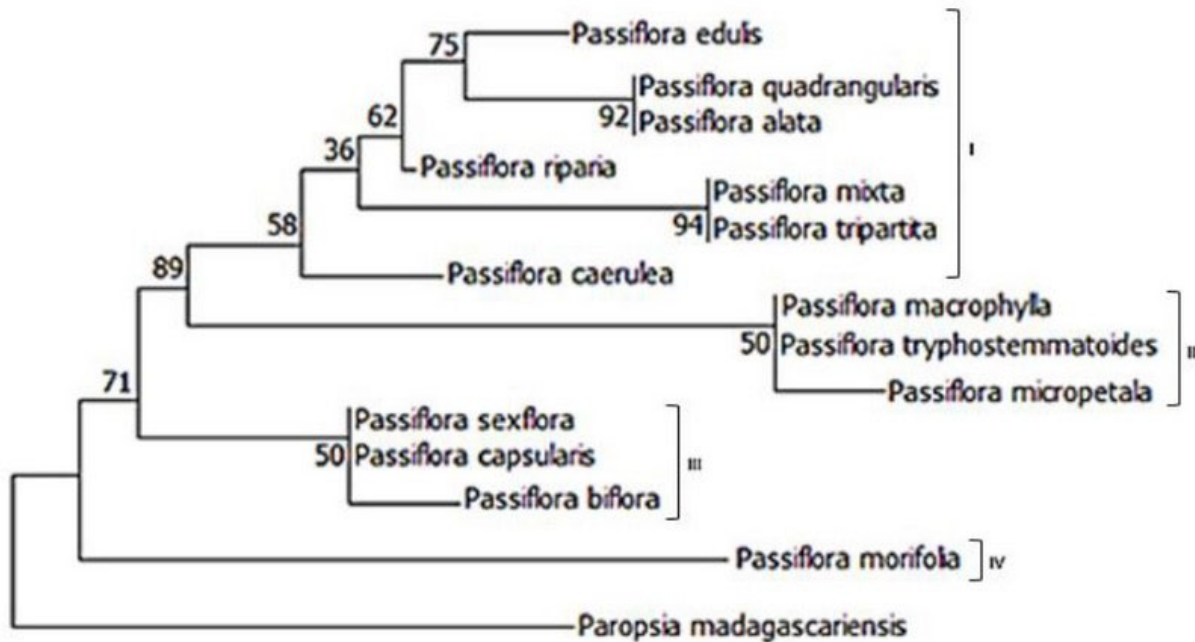 Passiflora edulis
75
Passiflora quadrangularis
92
Passiflora alata
62
I
36
Passiflora riparia
Passiflora mixta
94
Passiflora tripartita
58
89
Passiflora caerulea
Passiflora macrophylla
50
Passiflora tryphostemmatoides
II
71
Passiflora micropetala
Passiflora sexflora
50
Passiflora capsularis
III
Passiflora biflora
Passiflora morifolia
IV
Paropsia madagascariensis